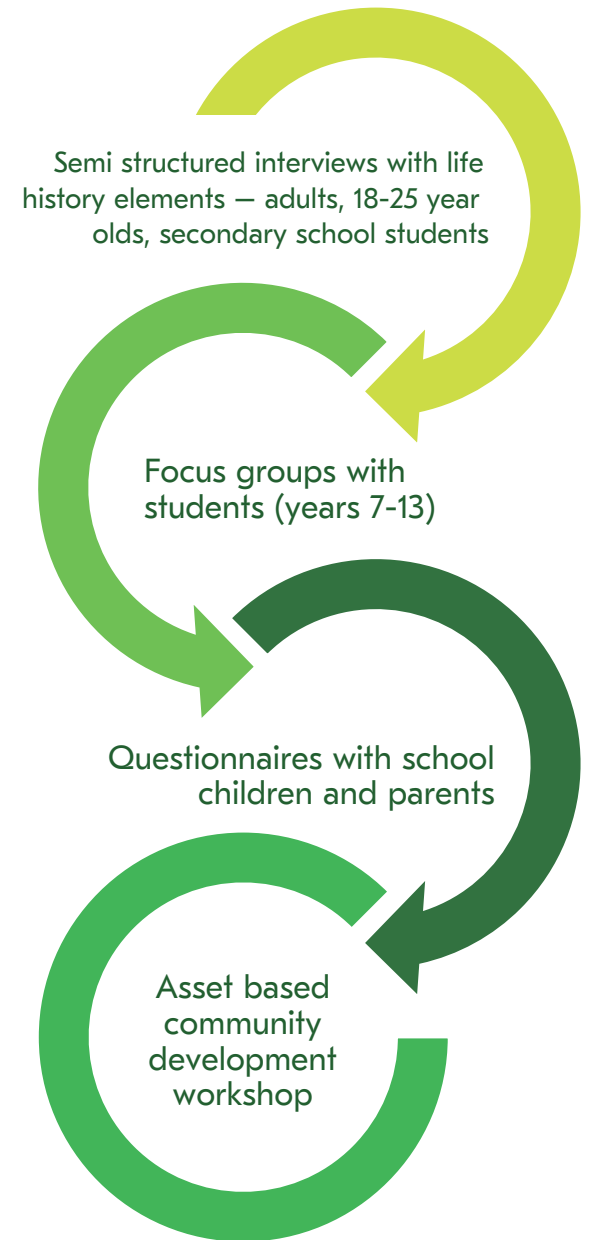 Semi structured interviews with life
history elements – adults, 18-25 year
olds, secondary school students
Focus groups with
students (years 7-13)
Questionnaires with school
children and parents
Asset based
community
development
workshop